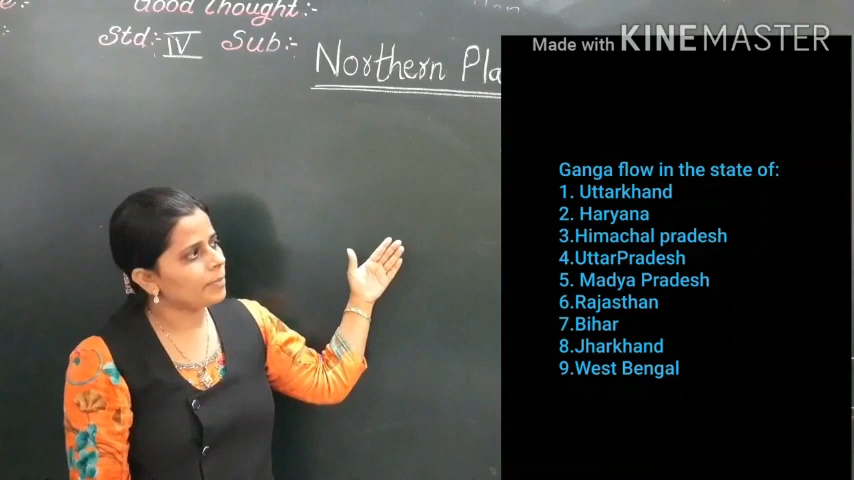 Good Thought:-
Std:- IV Sub:-
Northern Pla
Made with KINEMASTER
Ganga flow in the state of:
1. Uttarkhand
2. Haryana
3.Himachal pradesh
4.UttarPradesh
5. Madya Pradesh
6.Rajasthan
7.Bihar
8.Jharkhand
9.West Bengal